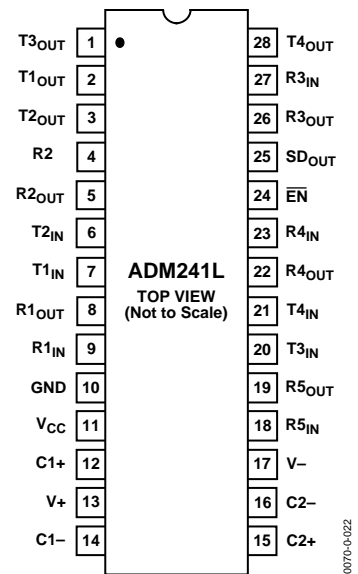 T3OUT 1 28 T4OUT
T1OUT 2 27 R3IN
T2OUT 3 26 R3OUT
R2 4 25 SDOUT
R2OUT 5 24 E̅N̅
T2IN 6 23 R4IN
T1IN 7 ADM241L 22 R4OUT
TOP VIEW
R1OUT 8 (Not to Scale) 21 T4IN
R1IN 9 20 T3IN
GND 10 19 R5OUT
VCC 11 18 R5IN
C1+ 12 17 V–
V+ 13 16 C2–
C1– 14 15 C2+
0070-0-022